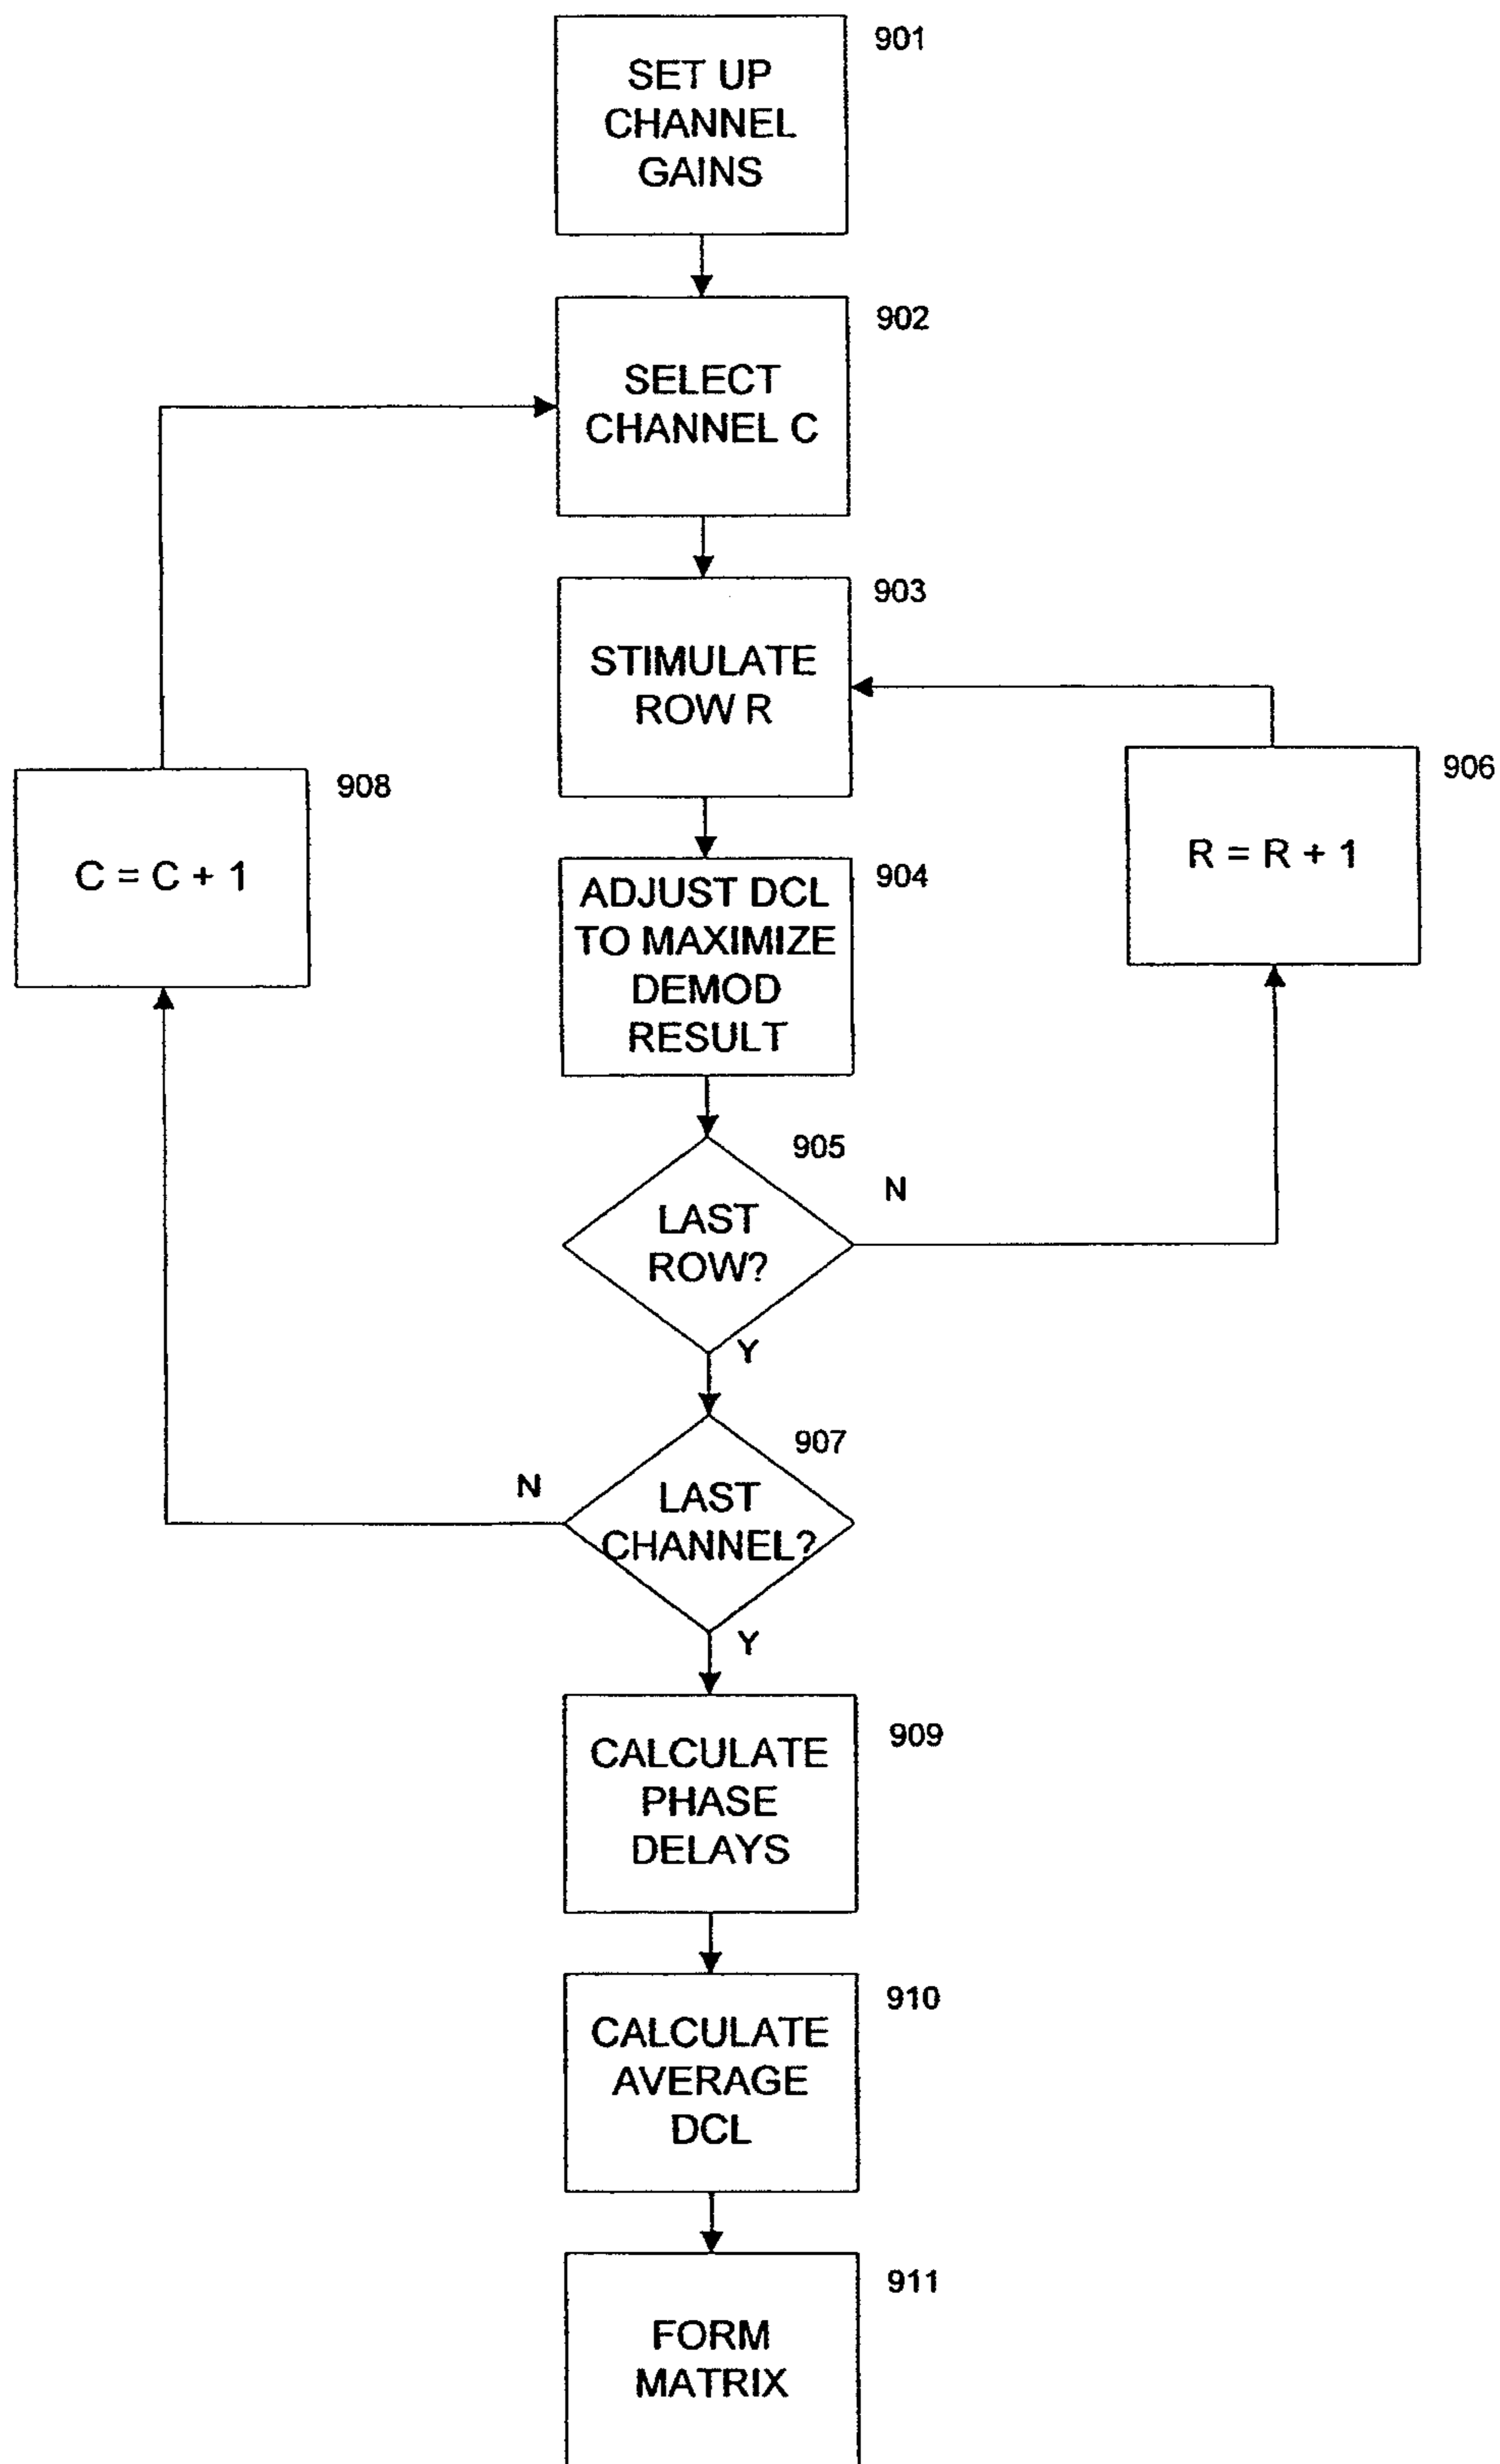 901
SET UP
CHANNEL
GAINS
902
SELECT
CHANNEL C
903
STIMULATE
ROW R
906
R = R + 1
908
C = C + 1
904
ADJUST DCL
TO MAXIMIZE
DEMOD
RESULT
905
N
LAST
ROW?
Y
907
N
LAST
CHANNEL?
Y
909
CALCULATE
PHASE
DELAYS
910
CALCULATE
AVERAGE
DCL
911
FORM
MATRIX